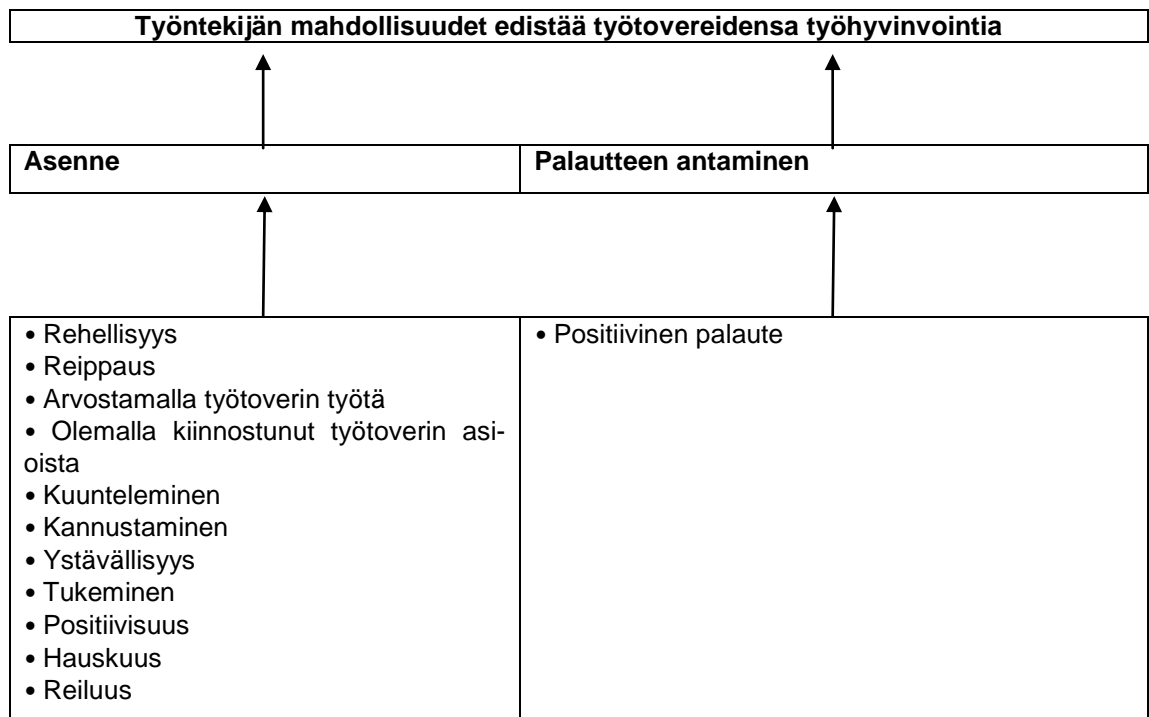 Työntekijän mahdollisuudet edistää työtovereidensa työhyvinvointia
Asenne
Palautteen antaminen
• Rehellisyys
• Reippaus
• Arvostamalla työtoverin työtä
• Olemalla kiinnostunut työtoverin asi-
oista
• Kuunteleminen
• Kannustaminen
• Ystävällisyys
• Tukeminen
• Positiivisuus
• Hauskuus
• Reiluus
• Positiivinen palaute